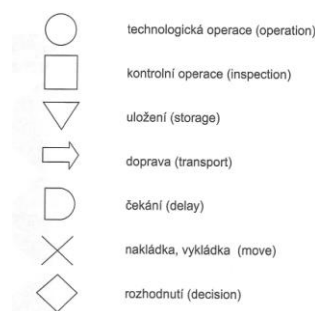 technologická operace (operation)
kontrolní operace (inspection)
uložení (storage)
doprava (transport)
čekání (delay)
nakládka, vykládka (move)
rozhodnutí (decision)